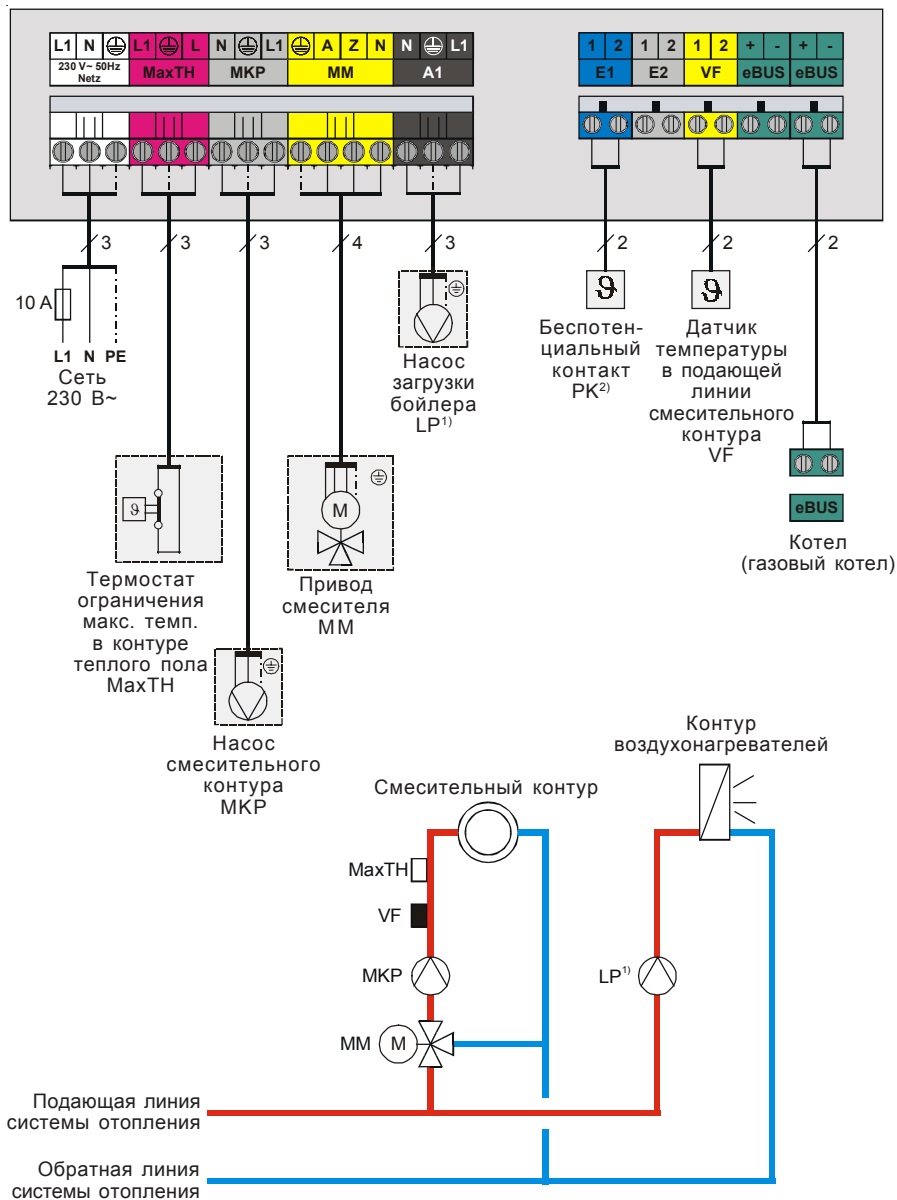 L1 N L1 L N L1 A Z N N L1
230 V~ 50Hz
Netz
MaxTH MKP MM A1
1 2 1 2 1 2 + - + -
E1 E2 VF eBUS eBUS
3 3 3 4 3 2 2 2
10 A
L1 N PE
Сеть
230 В~
Насос
загрузки
бойлера
LP1)
Беспотен-
циальный
контакт
PK2)
Датчик
температуры
в подающей
линии
смесительного
контура
VF
eBUS
Котел
(газовый котел)
M
Термостат
ограничения
макс. темп.
в контуре
теплого пола
MaxTH
Привод
смесителя
ММ
Насос
смесительного
контура
МКР
Контур
воздухонагревателей
Смесительный контур
MaxTH
VF
MKP
LP1)
MM
M
Подающая линия
системы отопления
Обратная линия
системы отопления